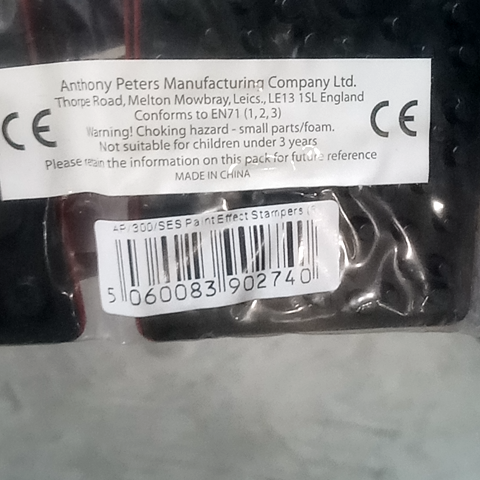 Anthony Peters Manufacturing Company Ltd.
Thorpe Road, Melton Mowbray, Leics., LE13 1SL England
Conforms to EN71 (1, 2, 3)
CE CE
Warning! Choking hazard - small parts/foam.
Not suitable for children under 3 years
Please retain the information on this pack for future reference
MADE IN CHINA
AP/300/SES Paint Effect Stampers
5 060083 902740